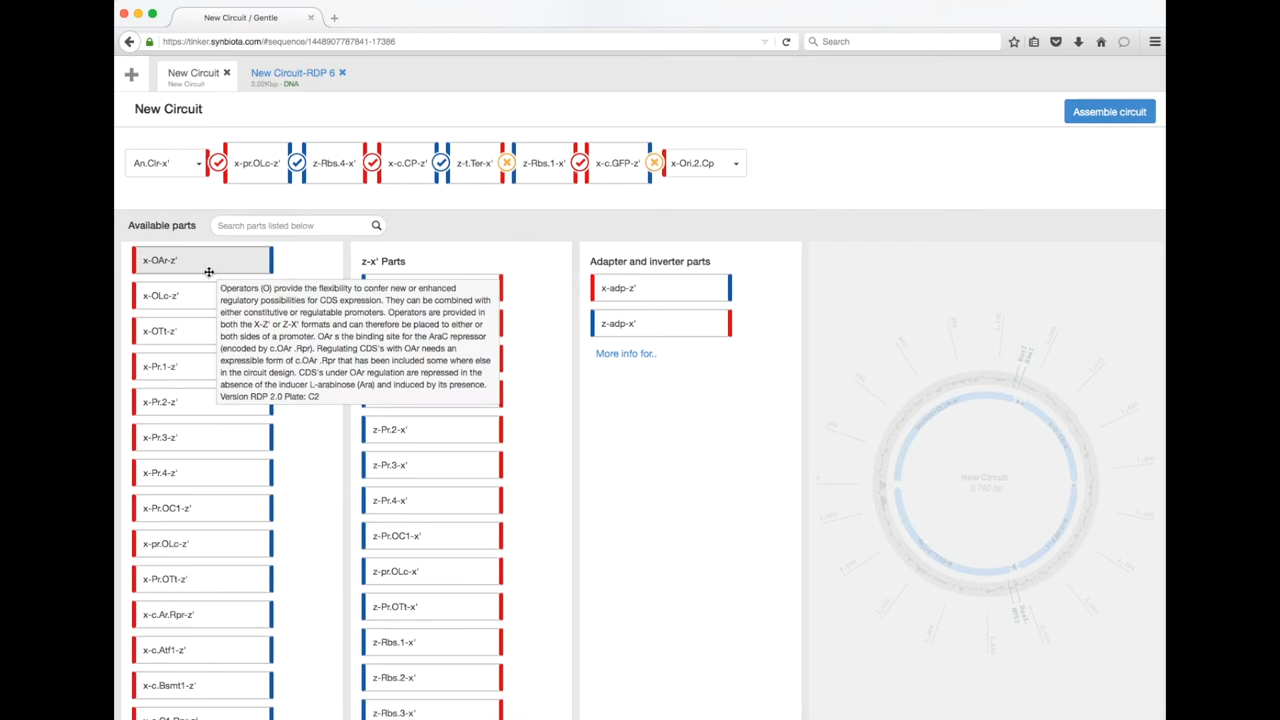 New Circuit / Gentle
https://tinker.synbiota.com/#sequence/1448907787841-17386
Search
New Circuit
New Circuit
New Circuit-RDP 6
3.02Kbp - DNA
New Circuit
Assemble circuit
An.Clr-x'
x-pr.OLc-z'
z-Rbs.4-x'
x-c.CP-z'
z-t.Ter-x'
z-Rbs.1-x'
x-c.GFP-z'
x-Ori.2.Cp
Available parts
Search parts listed below
x-OAr-z'
x-OLc-z'
x-OTt-z'
x-Pr.1-z'
x-Pr.2-z'
x-Pr.3-z'
x-Pr.4-z'
x-Pr.OC1-z'
x-pr.OLc-z'
x-Pr.OTt-z'
x-c.Ar.Rpr-z'
x-c.Atf1-z'
x-c.Bsmt1-z'
Operators (O) provide the flexibility to confer new or enhanced
regulatory possibilities for CDS expression. They can be combined with
either constitutive or regulatable promoters. Operators are provided in
both the X-Z' or Z-X' formats and can therefore be placed to either or
both sides of a promoter. OAr s the binding site for the AraC repressor
(encoded by c.OAr .Rpr). Regulating CDS's with OAr needs an
expressible form of c.OAr .Rpr that has been included some where else
in the circuit design. CDS's under OAr regulation are repressed in the
absence of the inducer L-arabinose (Ara) and induced by its presence.
Version RDP 2.0 Plate: C2
z-x' Parts
z-Pr.2-x'
z-Pr.3-x'
z-Pr.4-x'
z-Pr.OC1-x'
z-pr.OLc-x'
z-Pr.OTt-x'
z-Rbs.1-x'
z-Rbs.2-x'
z-Rbs.3-x'
Adapter and inverter parts
x-adp-z'
z-adp-x'
More info for..
New Circuit
3,740 bp